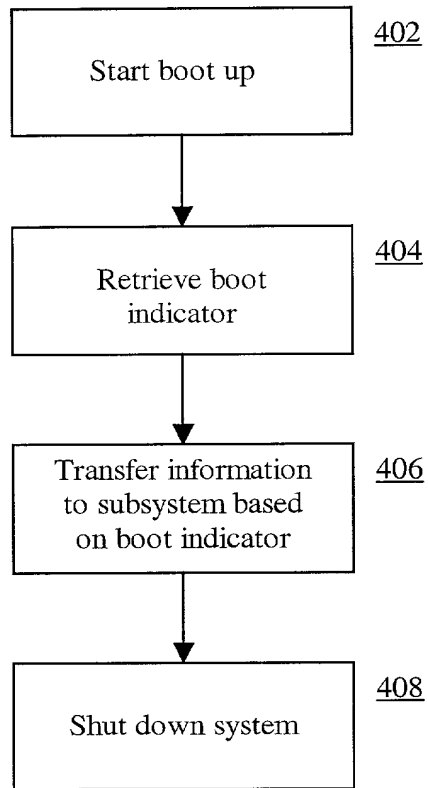 402
Start boot up
404
Retrieve boot
indicator
Transfer information
406
to subsystem based
on boot indicator
408
Shut down system